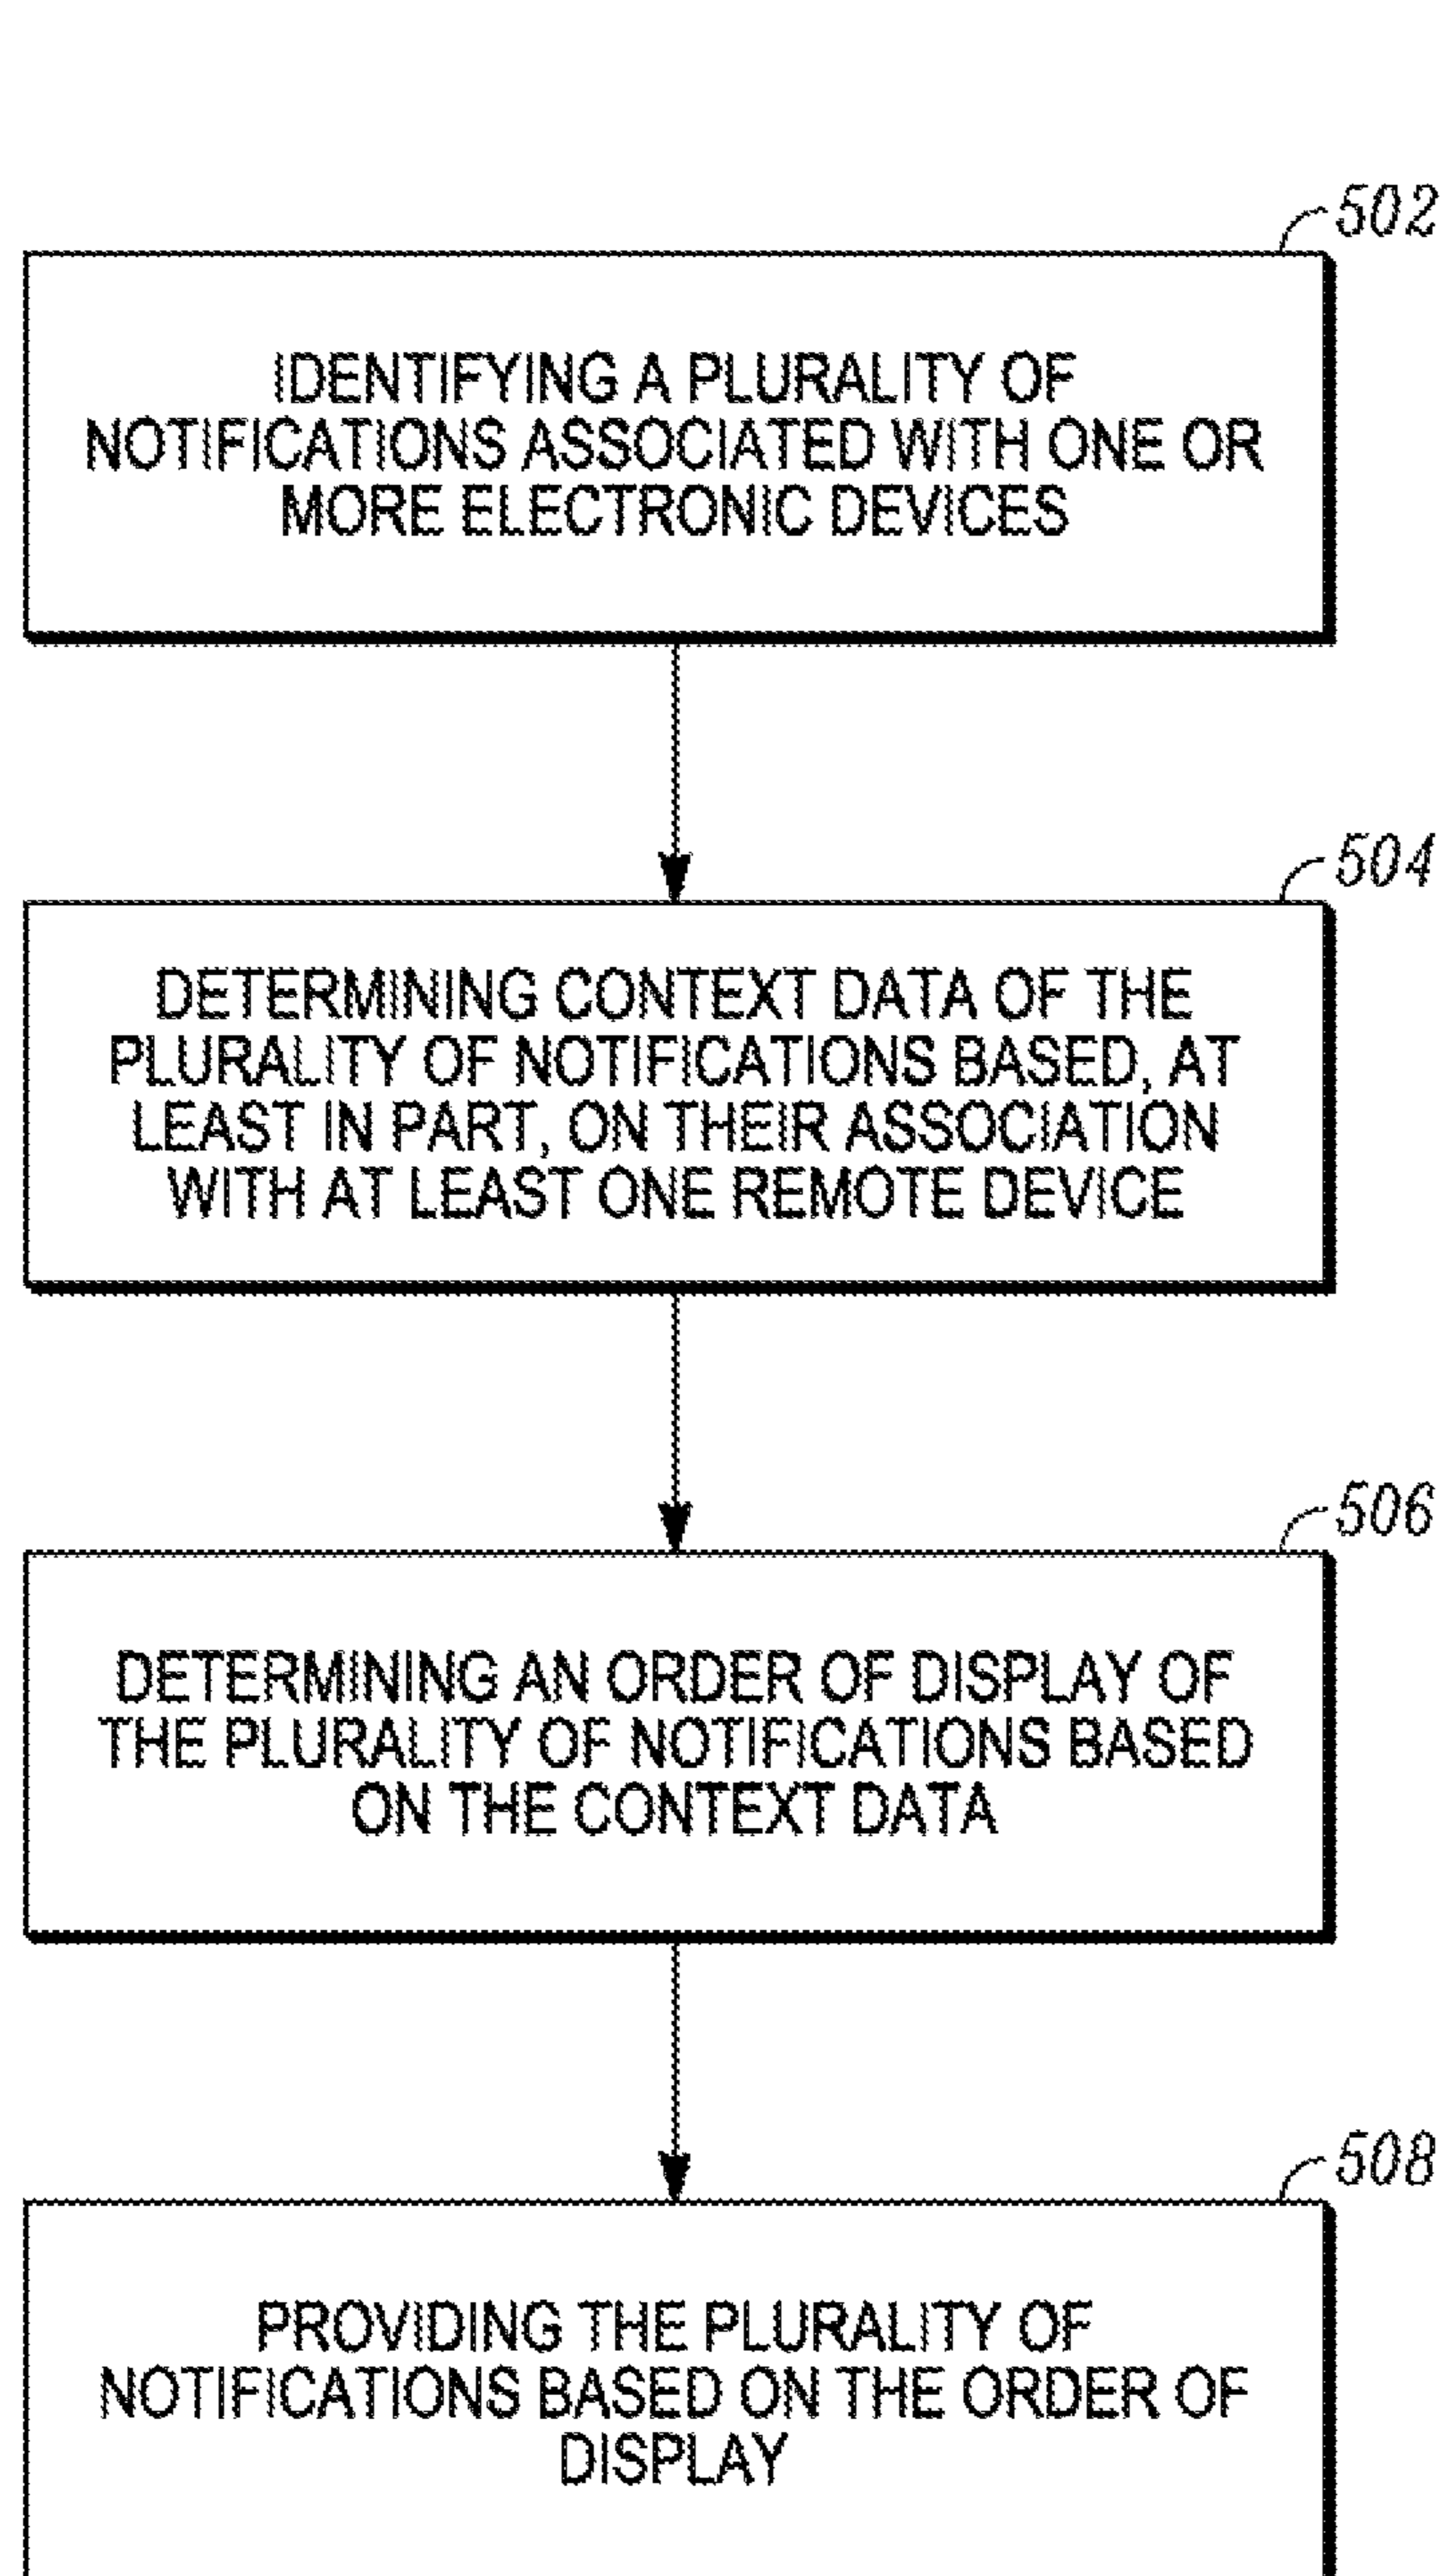 502
IDENTIFYING A PLURALITY OF
NOTIFICATIONS ASSOCIATED WITH ONE OR
MORE ELECTRONIC DEVICES
504
DETERMINING CONTEXT DATA OF THE
PLURALITY OF NOTIFICATIONS BASED, AT
LEAST IN PART, ON THEIR ASSOCIATION
WITH AT LEAST ONE REMOTE DEVICE
506
DETERMINING AN ORDER OF DISPLAY OF
THE PLURALITY OF NOTIFICATIONS BASED
ON THE CONTEXT DATA
508
PROVIDING THE PLURALITY OF
NOTIFICATIONS BASED ON THE ORDER OF
DISPLAY